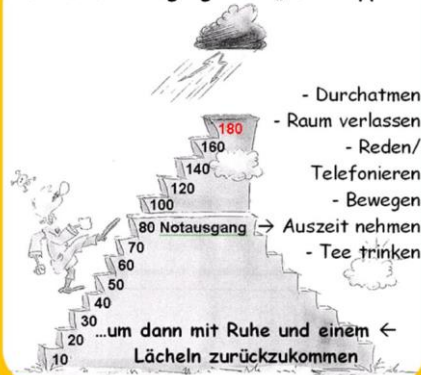 180
- Durchatmen
160
- Raum verlassen
140
- Reden/
Telefonieren
120
- Bewegen
100
80 Notausgang → Auszeit nehmen
70
- Tee trinken
60
50
40
30
...um dann mit Ruhe und einem ←
20
Lächeln zurückzukommen
10